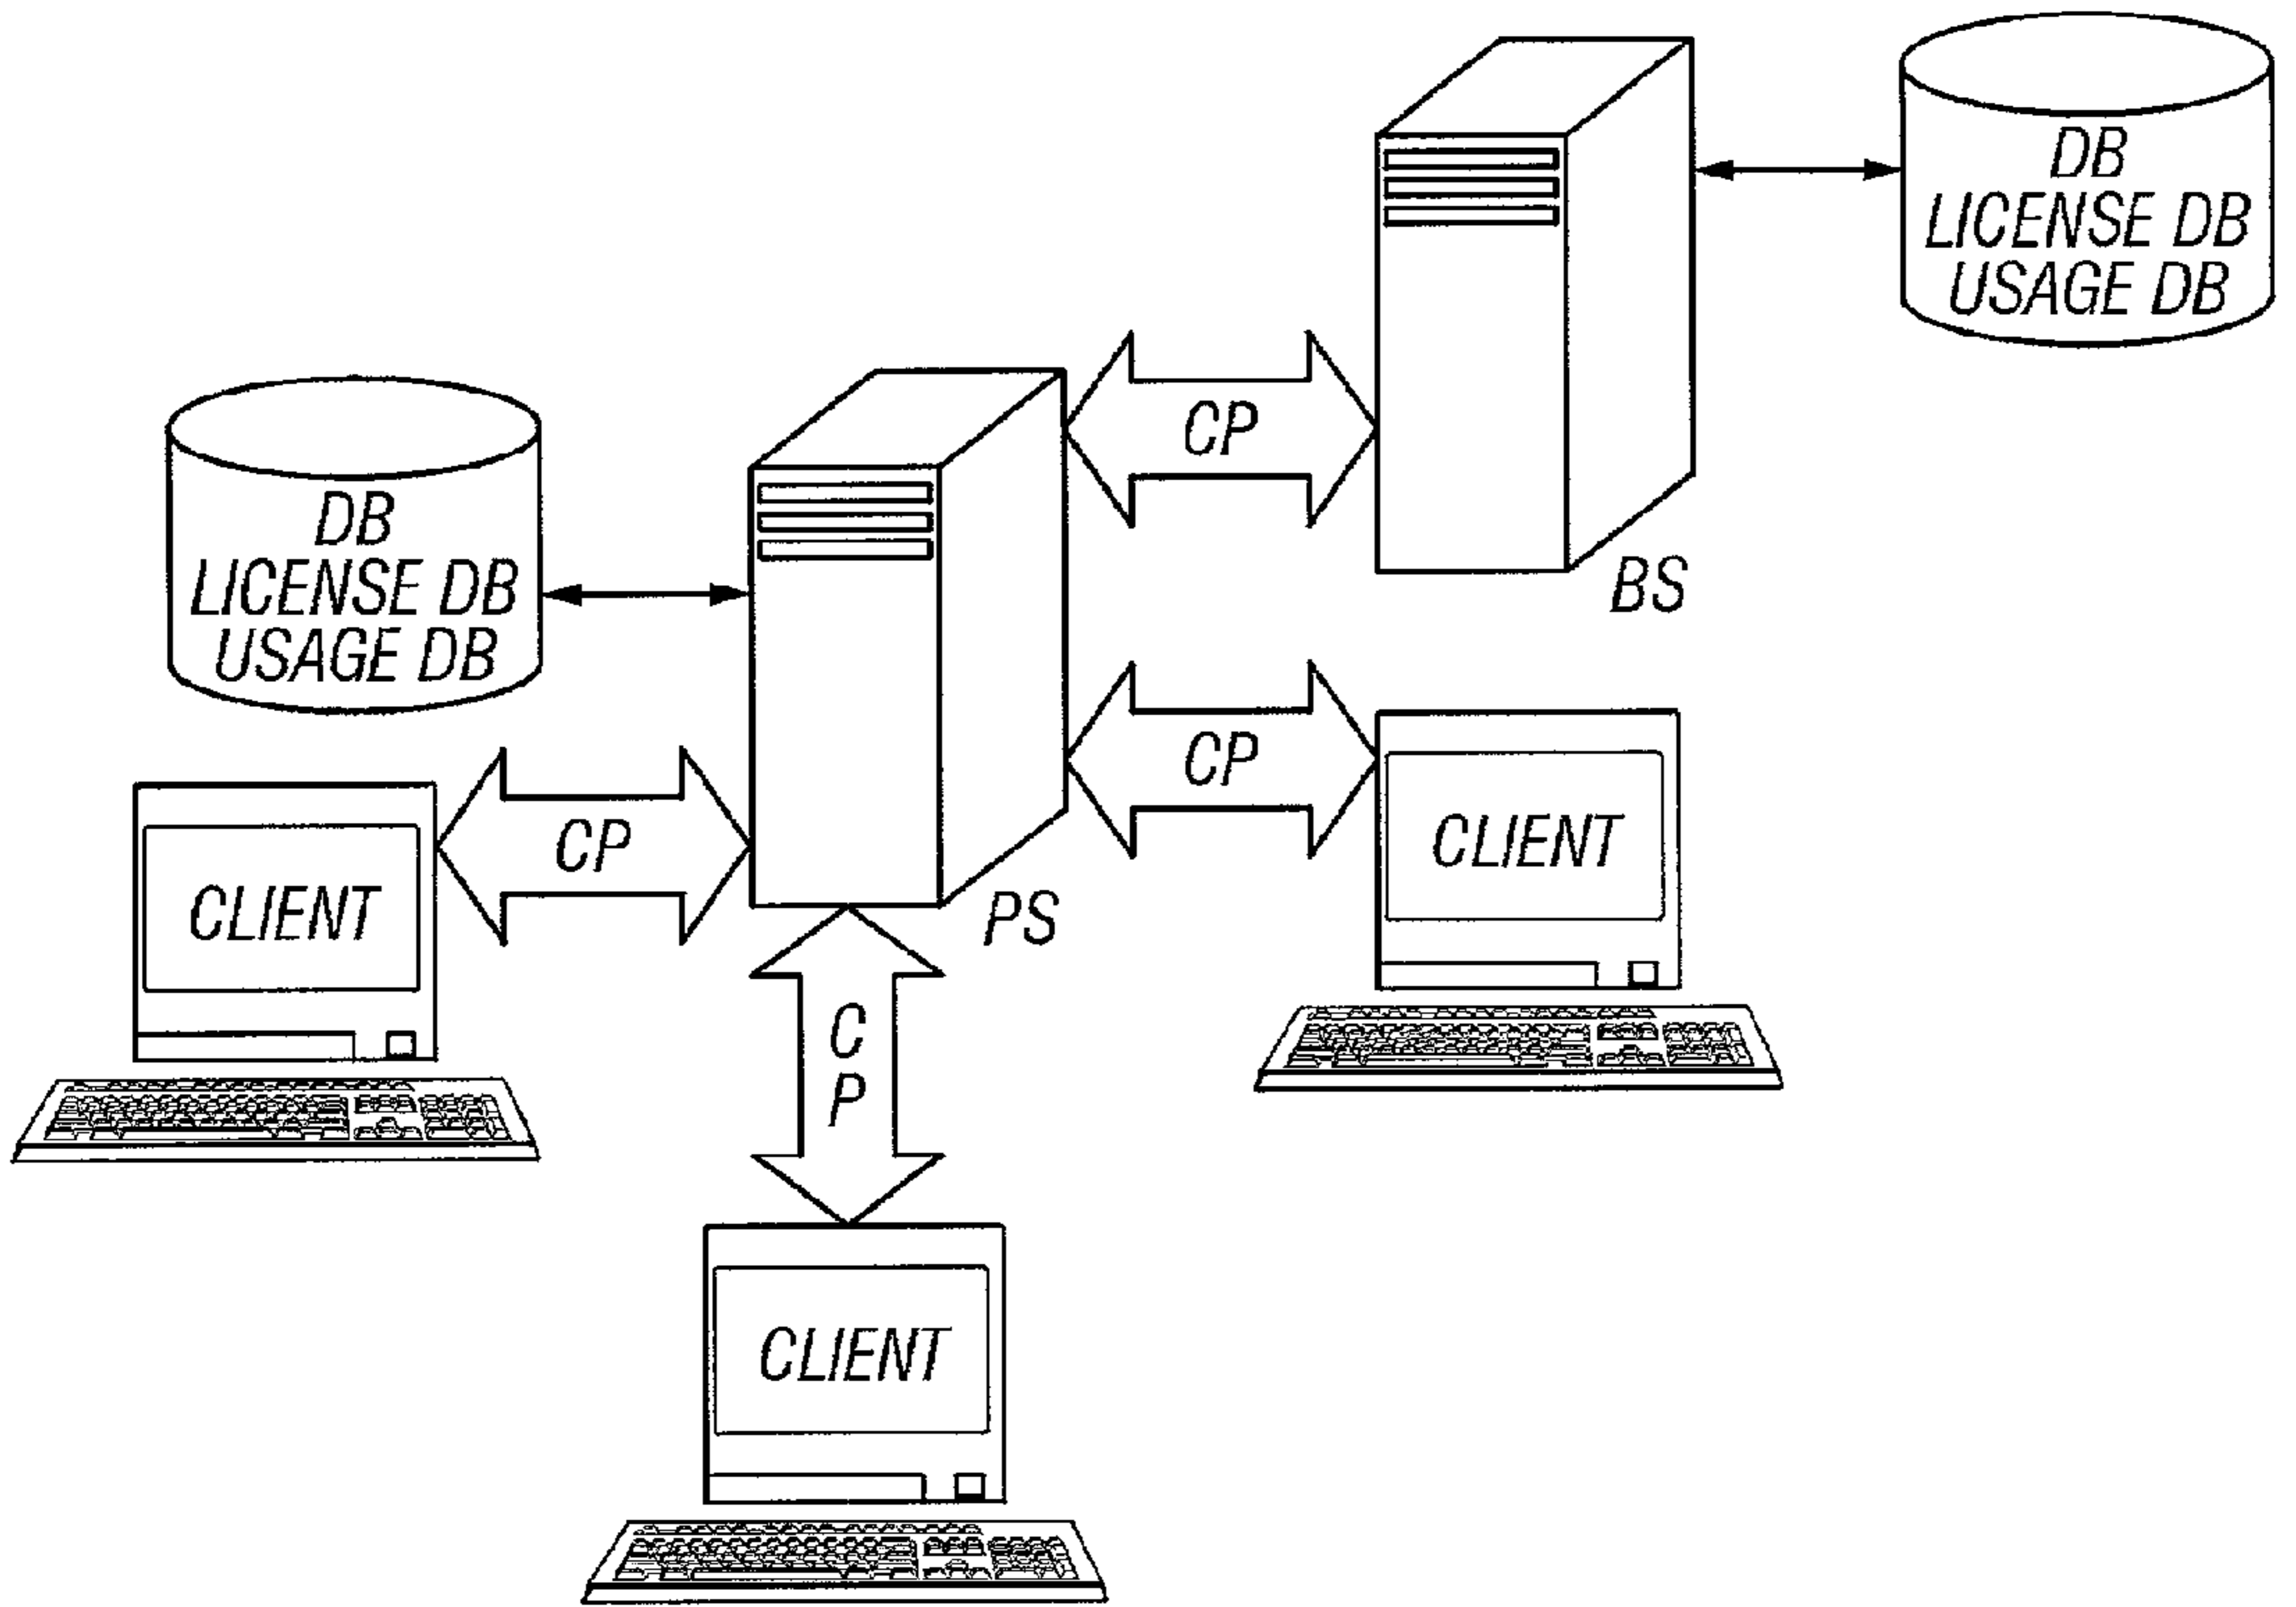 DB
LICENSE DB
USAGE DB
CP
DB
LICENSE DB
USAGE DB
BS
CP
CLIENT
CP
CLIENT
PS
C
P
CLIENT